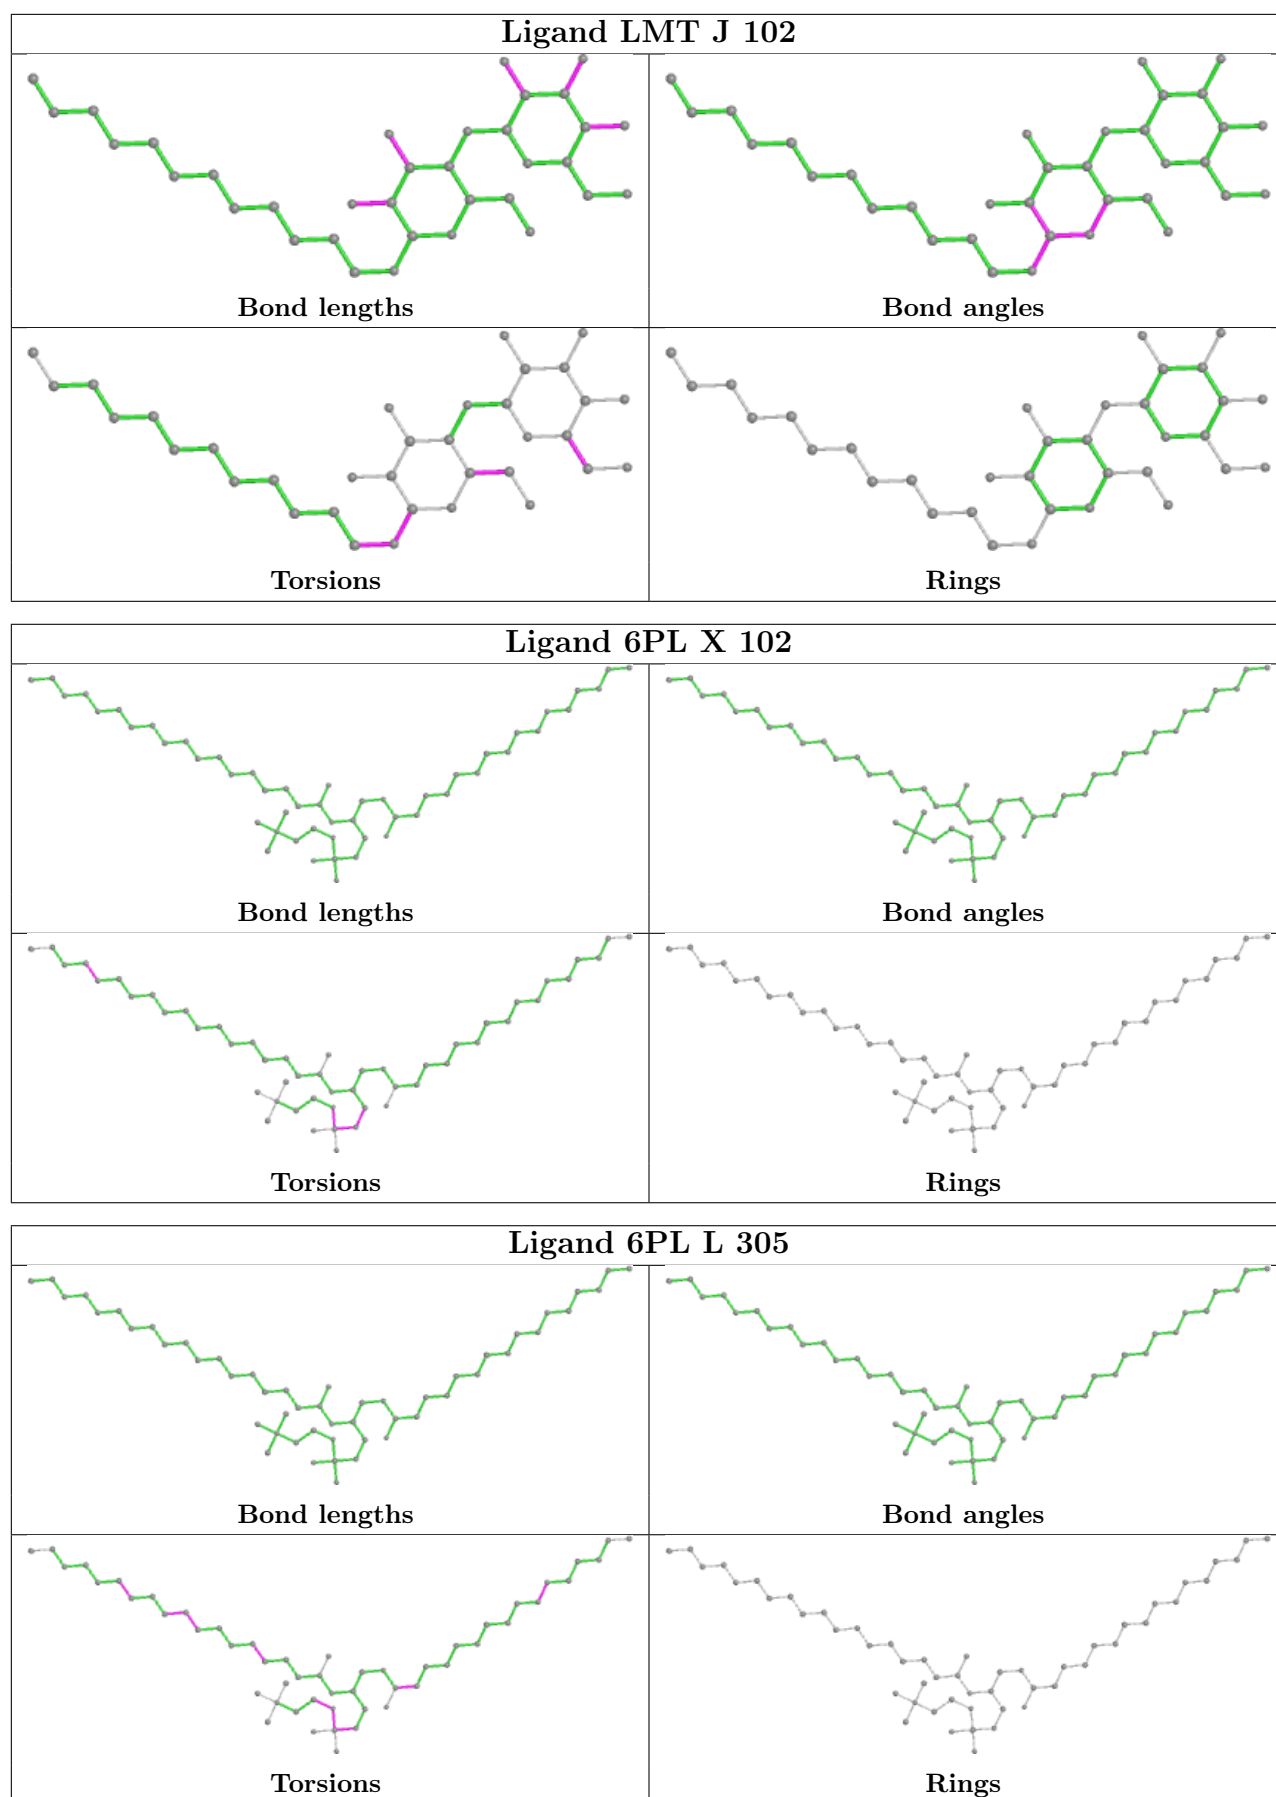 Ligand LMT J 102
Bond lengths
Bond angles
Torsions
Rings
Ligand 6PL X 102
Bond lengths
Bond angles
Torsions
Rings
Ligand 6PL L 305
Bond lengths
Bond angles
Torsions
Rings